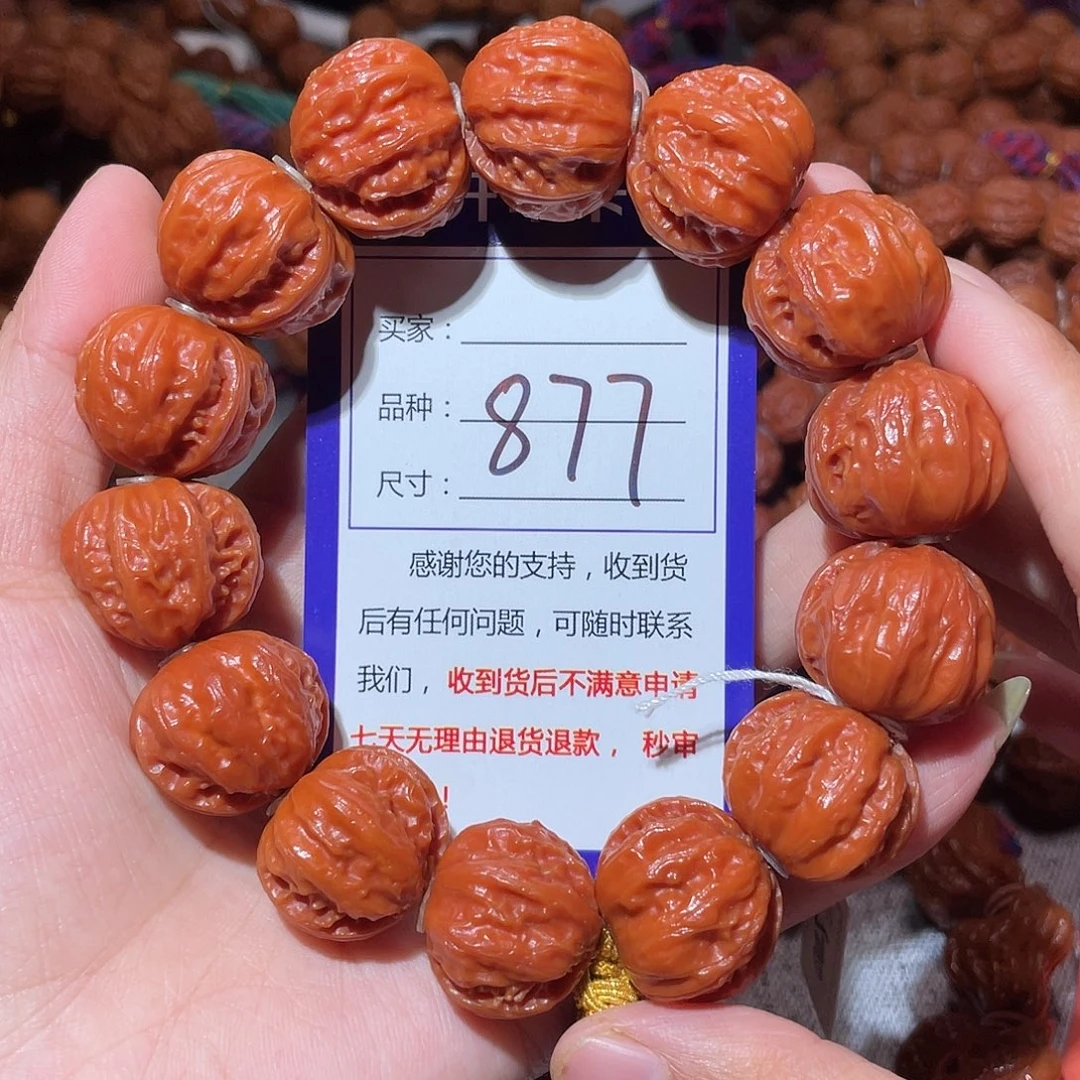 买家：
品种：877
尺寸：
感谢您的支持，收到货
后有任何问题，可随时联系
我们，收到货后不满意申请
七天无理由退货退款，秒审
！